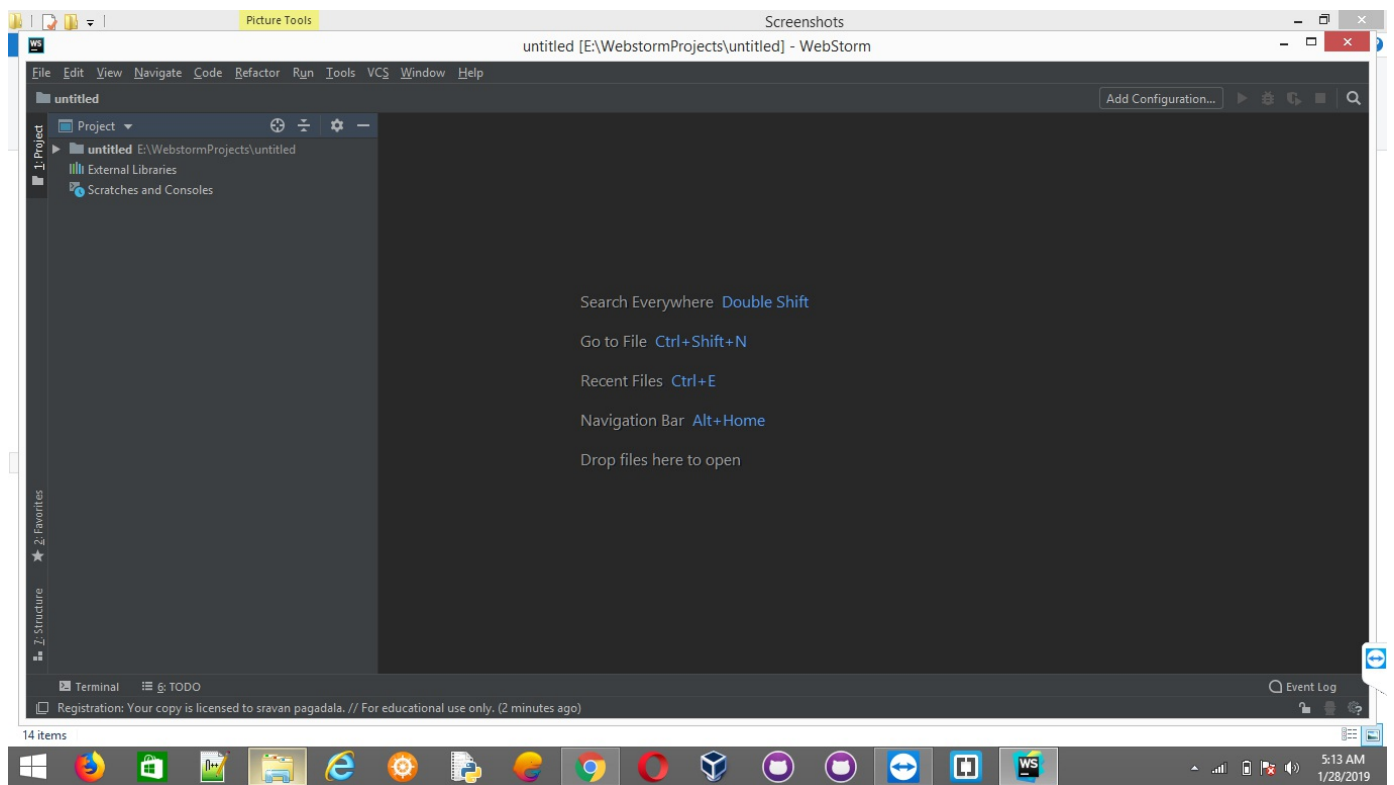 Picture Tools
Screenshots
WS
untitled [E:\WebstormProjects\untitled] - WebStorm
File Edit View Navigate Code Refactor Run Tools VCS Window Help
untitled
Add Configuration...
1: Project
Project
untitled E:\WebstormProjects\untitled
External Libraries
Scratches and Consoles
Search Everywhere Double Shift
Go to File Ctrl+Shift+N
Recent Files Ctrl+E
Navigation Bar Alt+Home
Drop files here to open
2: Favorites
7: Structure
Terminal 6: TODO
Event Log
Registration: Your copy is licensed to sravan pagadala. // For educational use only. (2 minutes ago)
14 items
WS
5:13 AM
1/28/2019